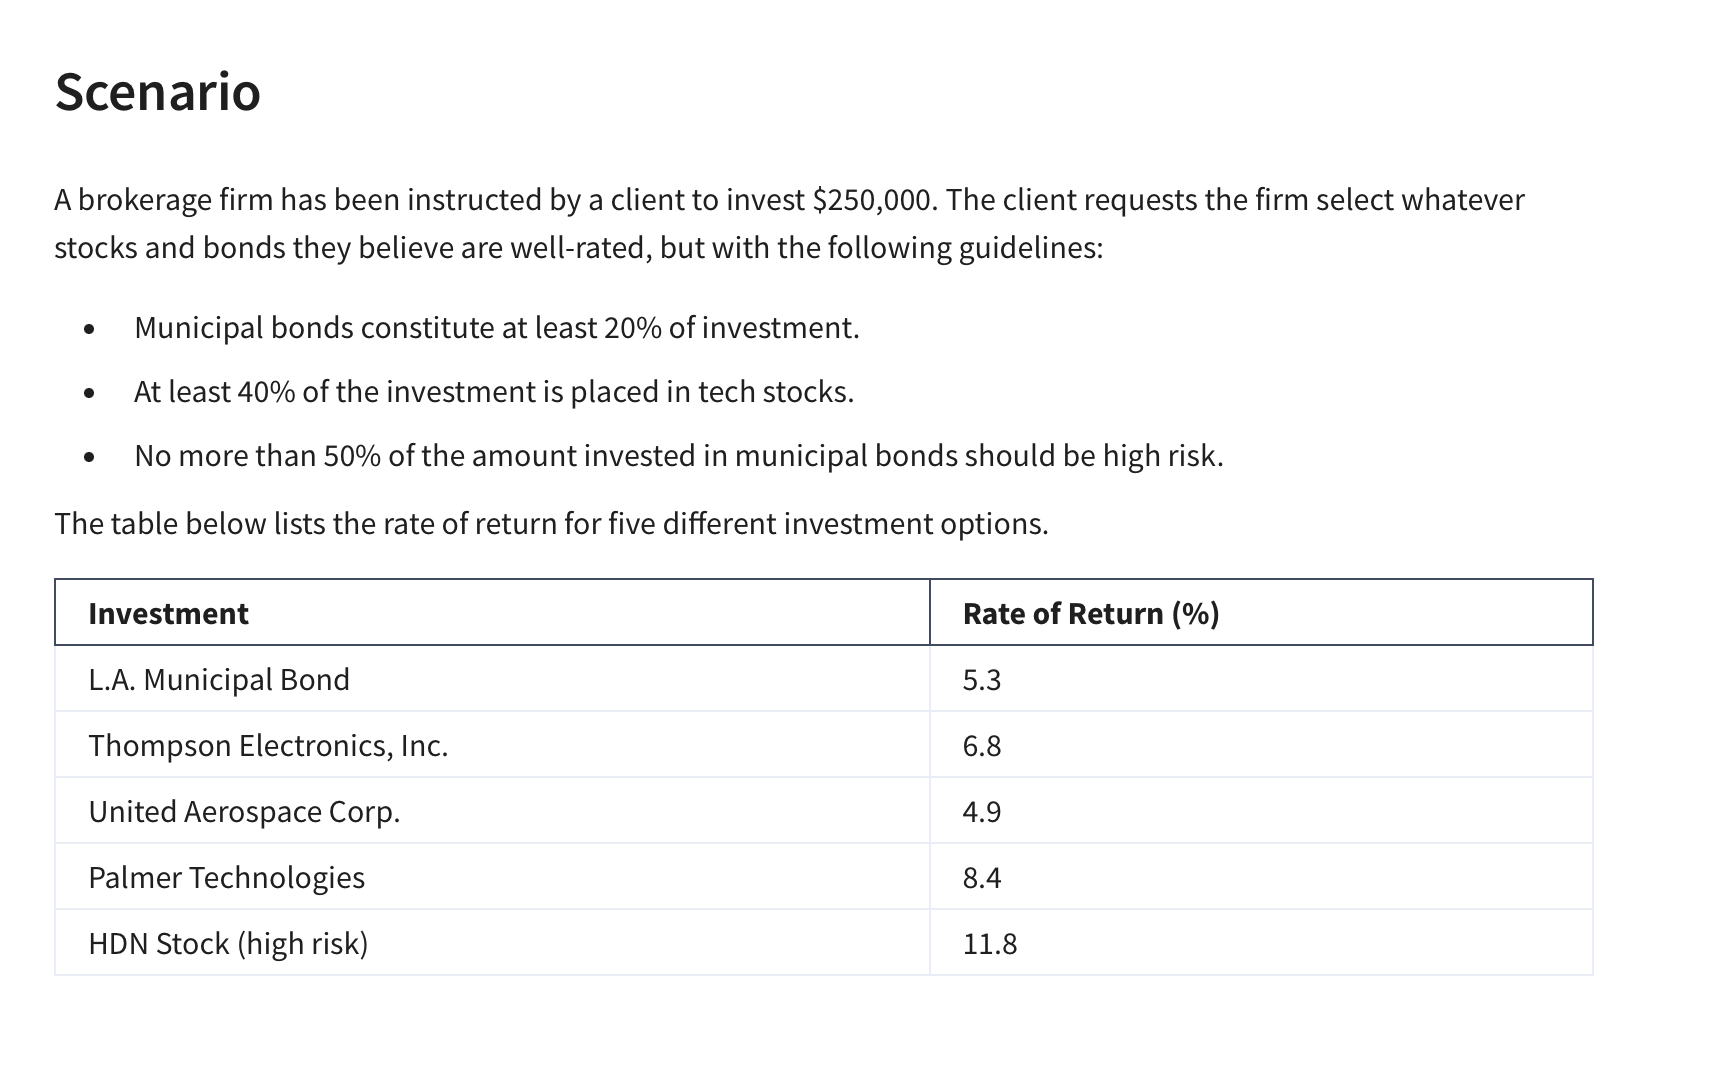 Scenario
A brokerage firm has been instructed by a client to invest $250,000. The client requests the firm select whatever
stocks and bonds they believe are well-rated, but with the following guidelines:
• Municipal bonds constitute at least 20% of investment.
• At least 40% of the investment is placed in tech stocks.
• No more than 50% of the amount invested in municipal bonds should be high risk.
The table below lists the rate of return for five different investment options.
Investment Rate of Return (%)
L.A. Municipal Bond 5.3
Thompson Electronics, Inc. 6.8
United Aerospace Corp. 4.9
Palmer Technologies 8.4
HDN Stock (high risk) 11.8